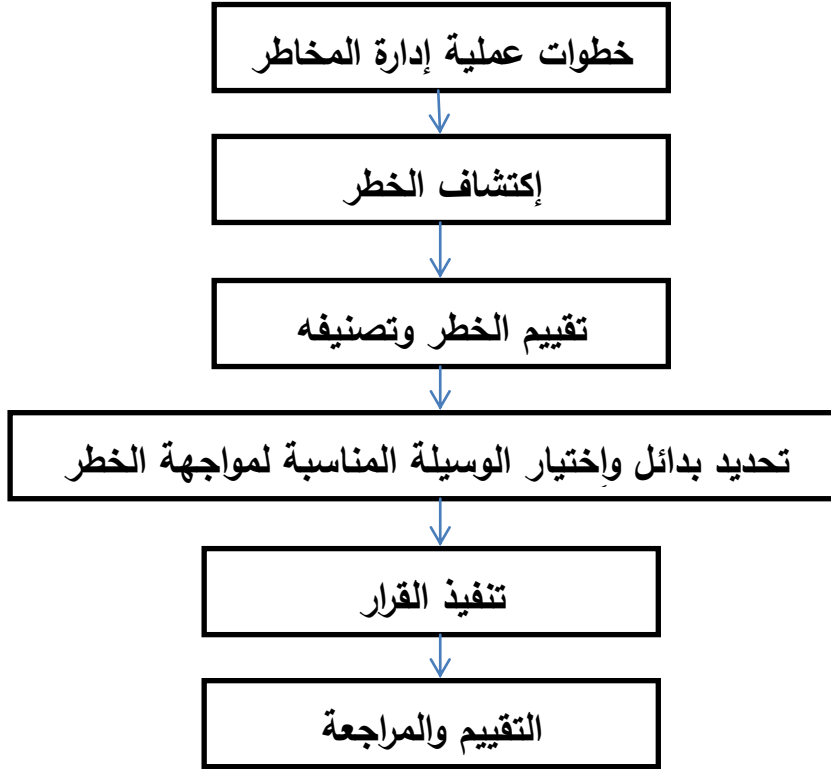 خطوات عملية إدارة المخاطر
إكتشاف الخطر
تقييم الخطر وتصنيفه
تحديد بدائل وإختيار الوسيلة المناسبة لمواجهة الخطر
تنفيذ القرار
التقييم والمراجعة